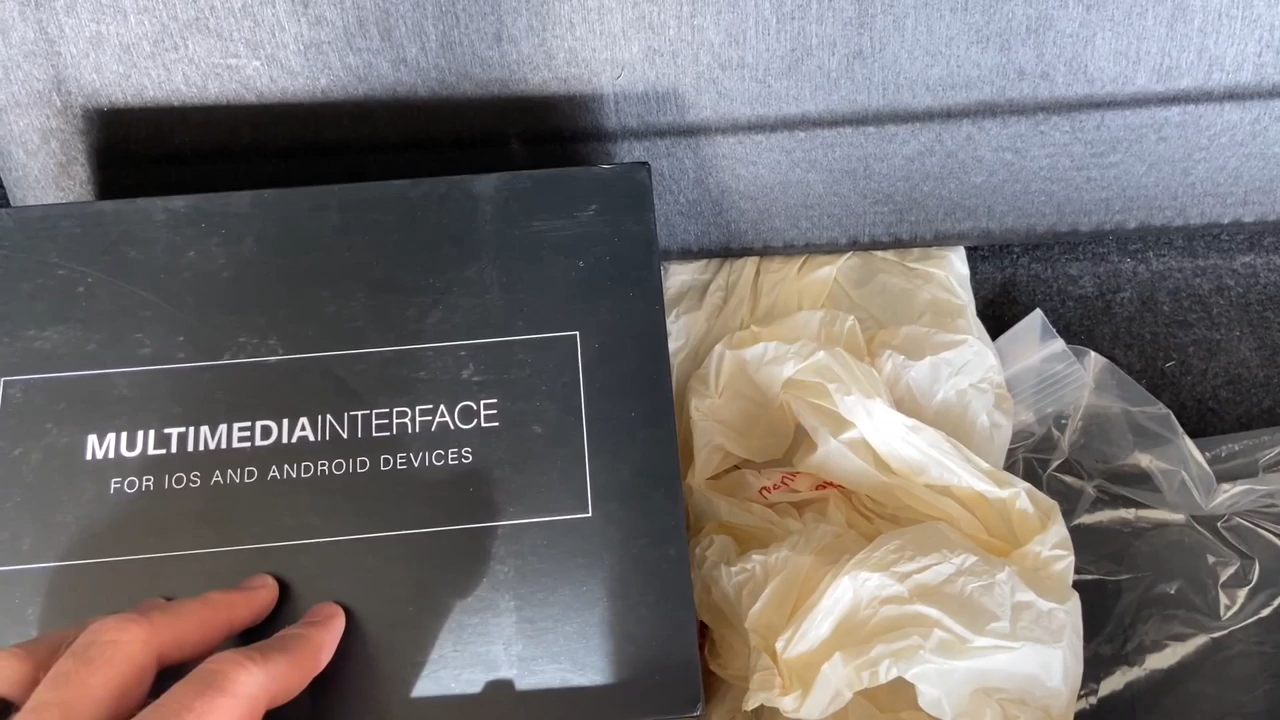 MULTIMEDIAINTERFACE
FOR IOS AND ANDROID DEVICES